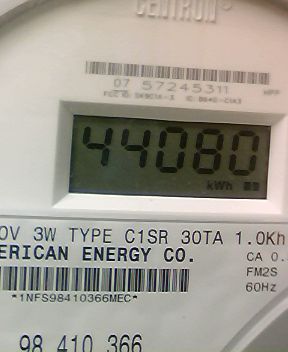 CENTRON®
07 57245311
44080
kWh
0V 3W TYPE C1SR 30TA 1.0Kh
ERICAN ENERGY CO.
CA 0.
FM2S
*1NFS98410366MEC*
60Hz
98 410 366